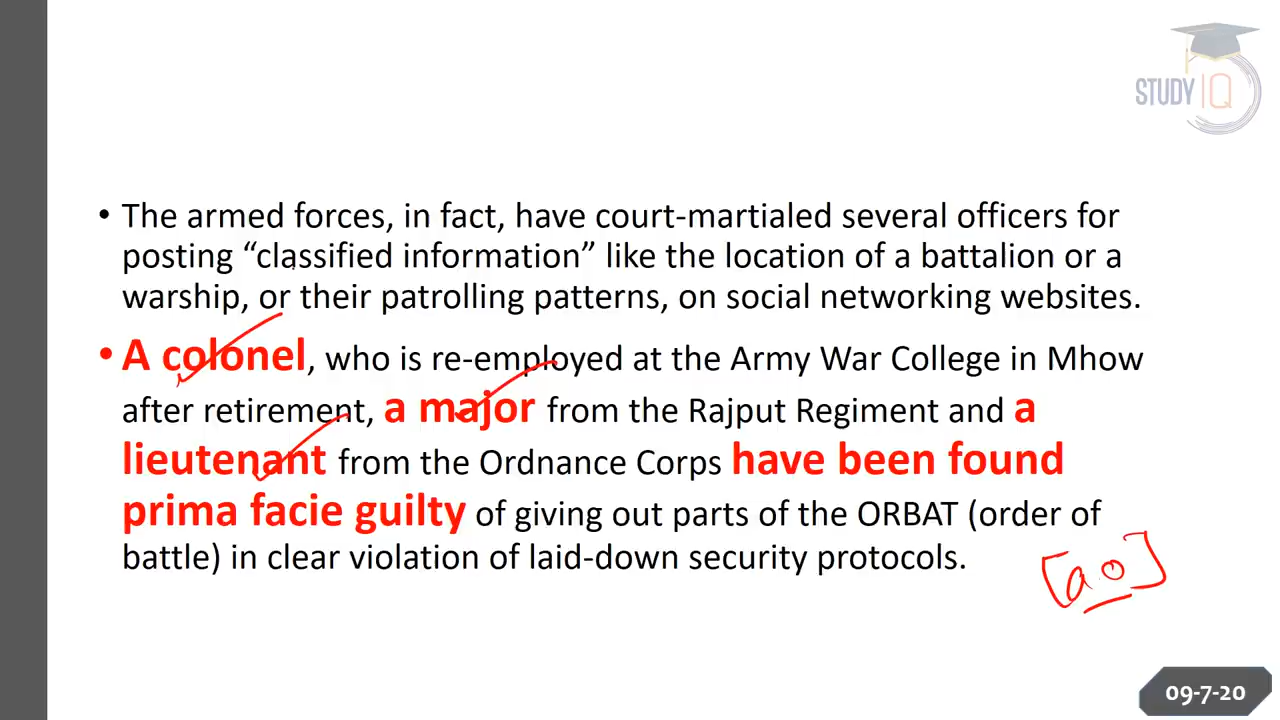 STUDY IQ
• The armed forces, in fact, have court-martialed several officers for
posting “classified information” like the location of a battalion or a
warship, or their patrolling patterns, on social networking websites.
• A colonel, who is re-employed at the Army War College in Mhow
after retirement, a major from the Rajput Regiment and a
lieutenant from the Ordnance Corps have been found
prima facie guilty of giving out parts of the ORBAT (order of
battle) in clear violation of laid-down security protocols.
09-7-20